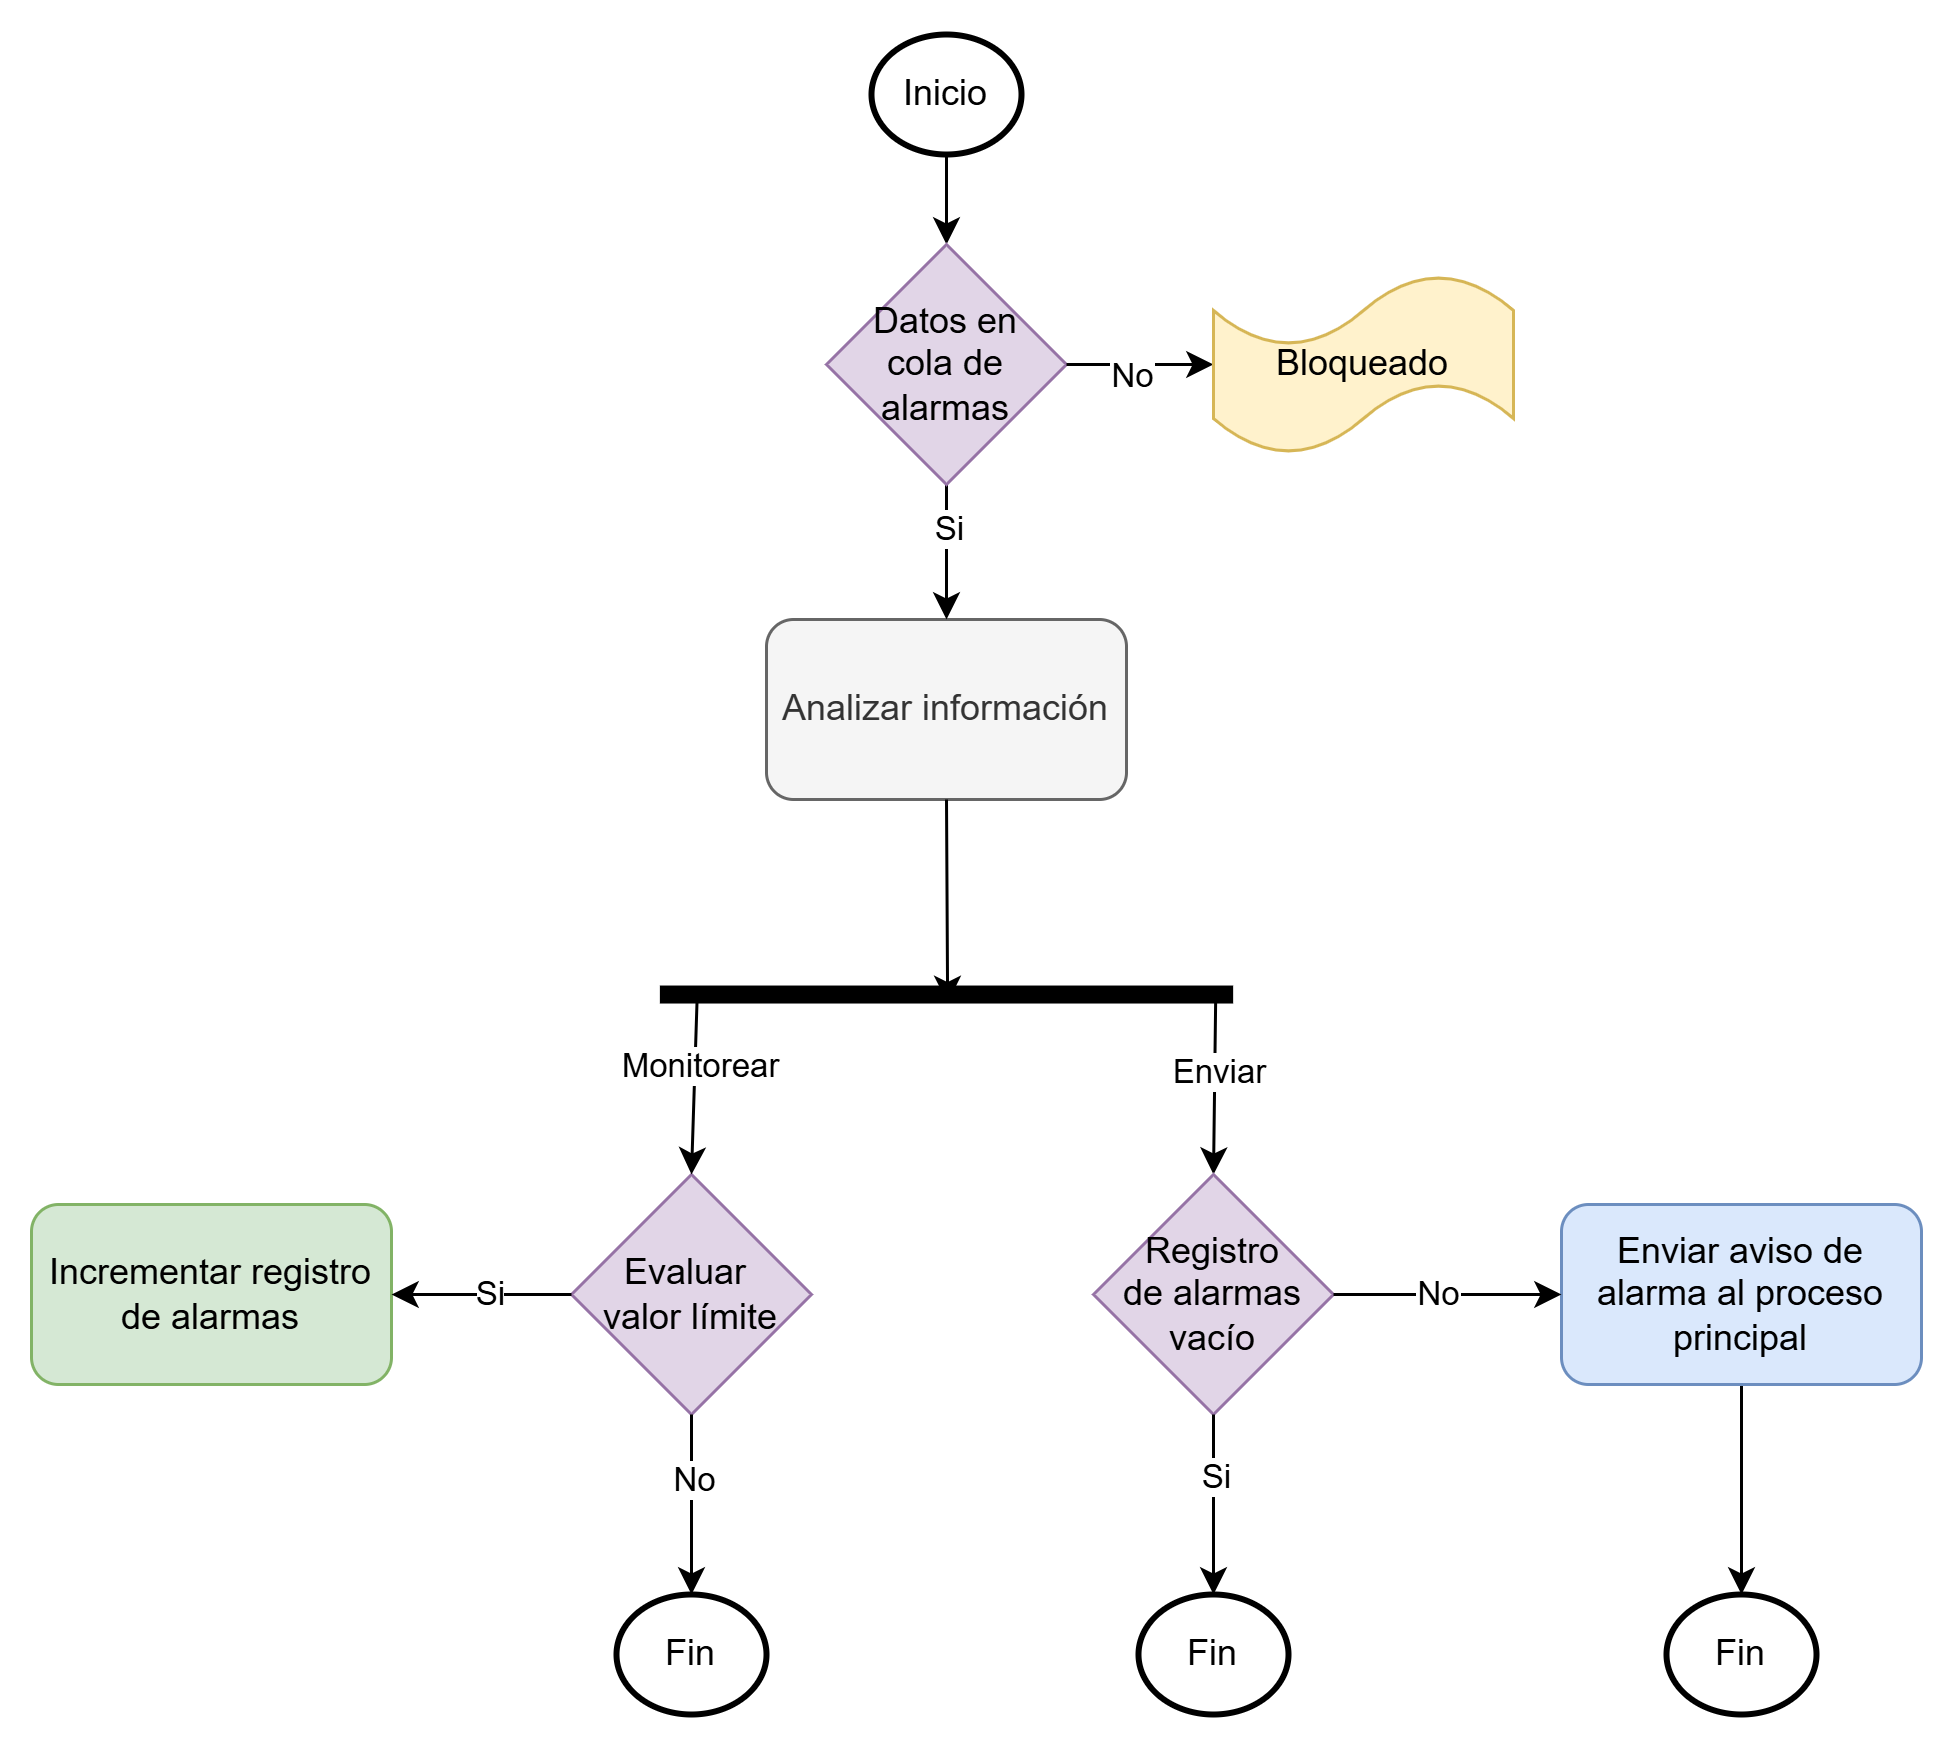 Inicio
Datos en
cola de
alarmas
No
Bloqueado
Si
Analizar información
Monitorear
Enviar
Incrementar registro
de alarmas
Si
Evaluar
valor límite
Registro
de alarmas
vacío
No
Enviar aviso de
alarma al proceso
principal
No
Si
Fin
Fin
Fin